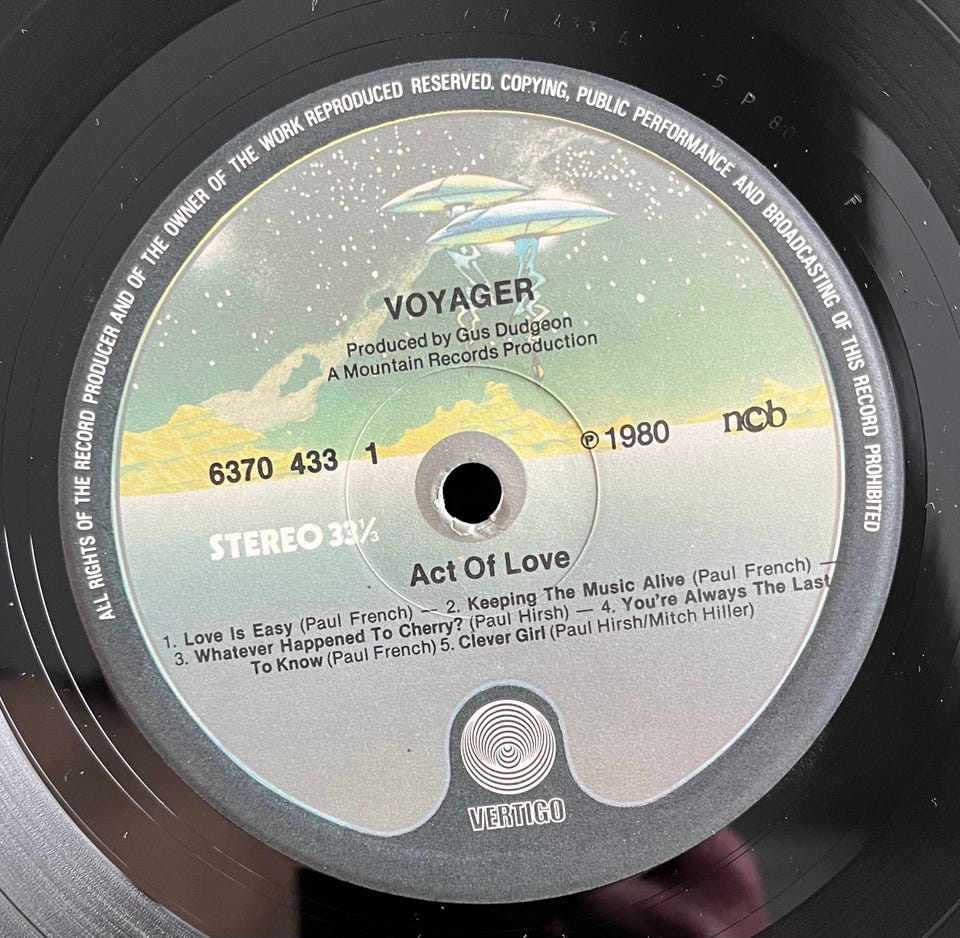 ALL RIGHTS OF THE RECORD PRODUCER AND OF THE OWNER OF THE WORK REPRODUCED RESERVED. COPYING, PUBLIC PERFORMANCE AND BROADCASTING OF THIS RECORD PROHIBITED
VOYAGER
Produced by Gus Dudgeon
A Mountain Records Production
6370 433 1
℗ 1980
ncb
STEREO 33⅓
Act Of Love
1. Love Is Easy (Paul French) — 2. Keeping The Music Alive (Paul French) —
3. Whatever Happened To Cherry? (Paul Hirsh) — 4. You're Always The Last
To Know (Paul French) 5. Clever Girl (Paul Hirsh/Mitch Hiller)
VERTIGO